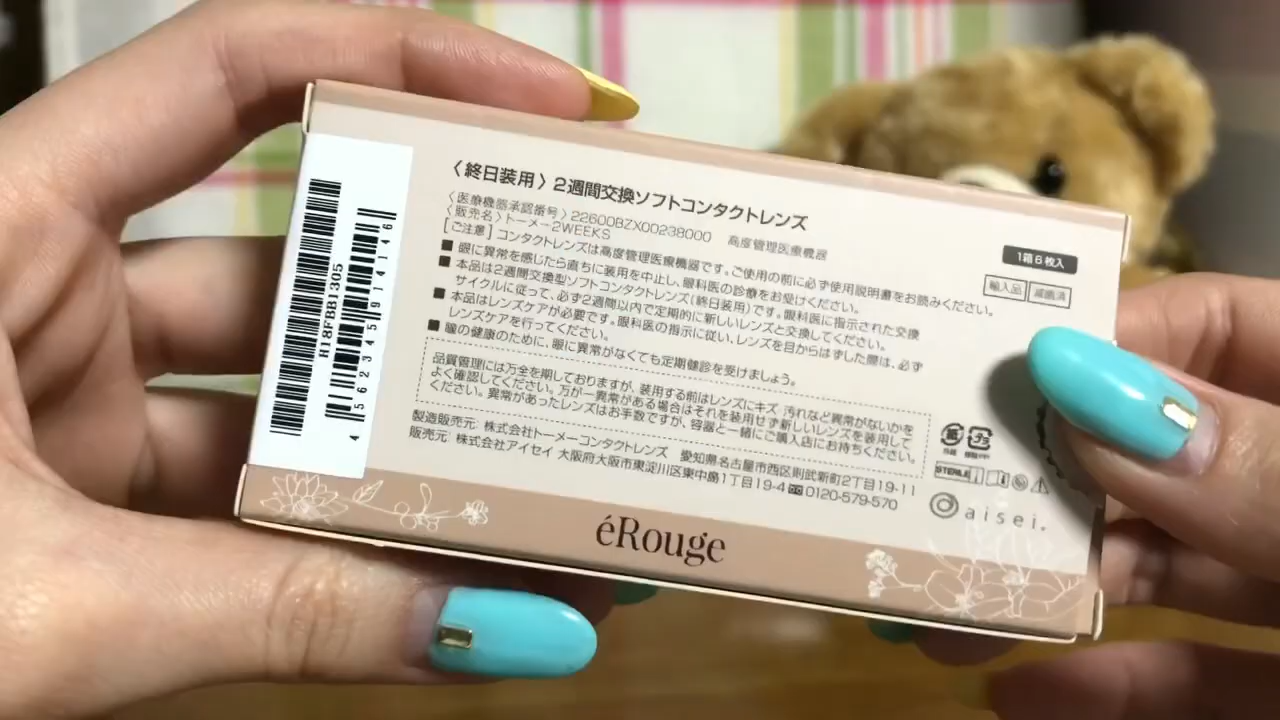 〈終日装用〉2週間交換ソフトコンタクトレンズ
〈医療機器承認番号〉22600BZX00238000 高度管理医療機器
〈販売名〉トーメー2WEEKS
[ご注意]コンタクトレンズは高度管理医療機器です。ご使用の前に必ず使用説明書をお読みください。
■ 眼に異常を感じたら直ちに装用を中止し、眼科医の診療をお受けください。
■ 本品は2週間交換型ソフトコンタクトレンズ(終日装用)です。眼科医に指示された交換
サイクルに従って、必ず2週間以内で定期的に新しいレンズと交換してください。
■ 本品はレンズケアが必要です。眼科医の指示に従い、レンズを目からはずした際は、必ず
レンズケアを行ってください。
■ 瞳の健康のために、眼に異常がなくても定期健診を受けましょう。
品質管理には万全を期しておりますが、装用する前はレンズにキズ 汚れなど異常がないかを
よく確認してください。万が一異常がある場合はそれを装用せず新しいレンズを装用して
ください。異常があったレンズはお手数ですが、容器と一緒にご購入店にお持ちください。
製造販売元: 株式会社トーメーコンタクトレンズ 愛知県名古屋市西区則武新町2丁目19-11
販売元: 株式会社アイセイ 大阪府大阪市東淀川区東中島1丁目19-4 0120-579-570
1箱6枚入
輸入品 滅菌済
H18FBB1305
4 562345 914146
STERILE
aisei.
éRouge